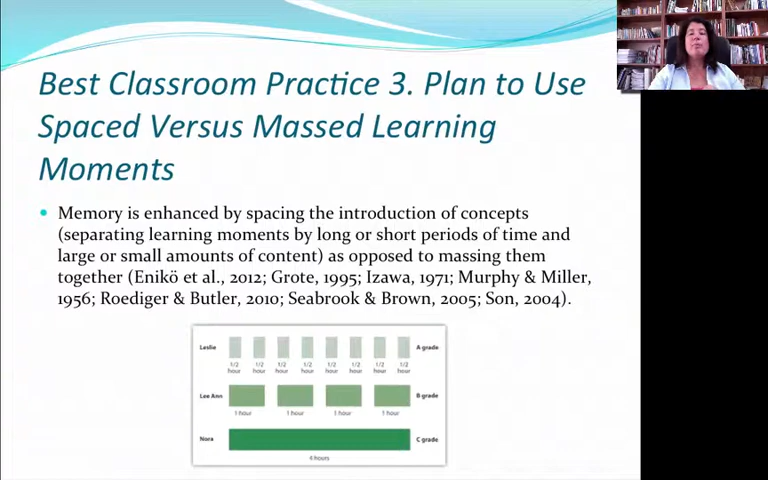 Best Classroom Practice 3. Plan to Use
Spaced Versus Massed Learning
Moments
• Memory is enhanced by spacing the introduction of concepts
(separating learning moments by long or short periods of time and
large or small amounts of content) as opposed to massing them
together (Enikö et al., 2012; Grote, 1995; Izawa, 1971; Murphy & Miller,
1956; Roediger & Butler, 2010; Seabrook & Brown, 2005; Son, 2004).
Leslie A grade
1/2 hour 1/2 hour 1/2 hour 1/2 hour 1/2 hour 1/2 hour 1/2 hour 1/2 hour
Lee Ann B grade
1 hour 1 hour 1 hour 1 hour
Nora C grade
4 hours